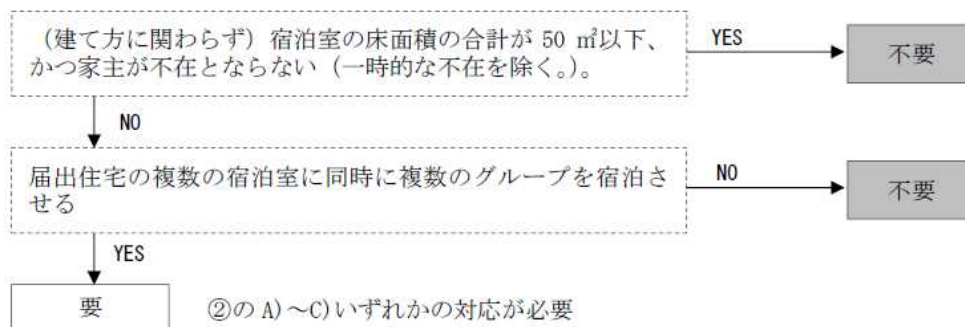 (建て方に関わらず) 宿泊室の床面積の合計が 50 ㎡以下、
かつ家主が不在とならない(一時的な不在を除く。)。
YES
不要
NO
届出住宅の複数の宿泊室に同時に複数のグループを宿泊さ
せる
NO
不要
YES
要
②の A)～C)いずれかの対応が必要